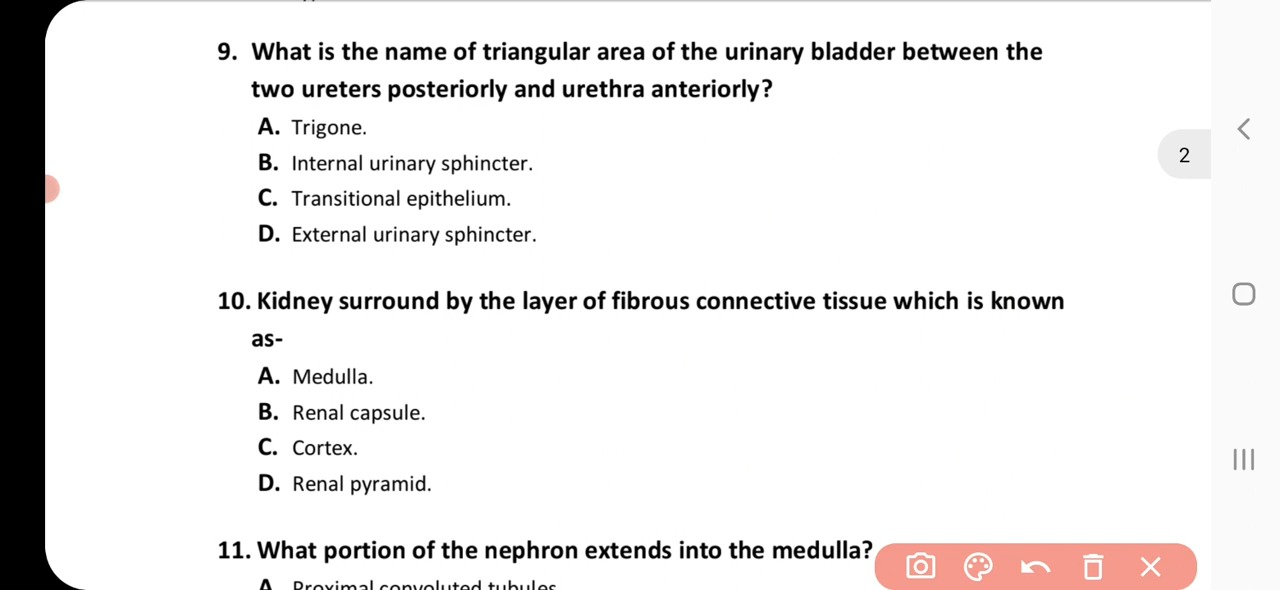 9. What is the name of triangular area of the urinary bladder between the
two ureters posteriorly and urethra anteriorly?
A. Trigone.
B. Internal urinary sphincter.
C. Transitional epithelium.
D. External urinary sphincter.
2
10. Kidney surround by the layer of fibrous connective tissue which is known
as-
A. Medulla.
B. Renal capsule.
C. Cortex.
D. Renal pyramid.
11. What portion of the nephron extends into the medulla?
A. Proximal convoluted tubules